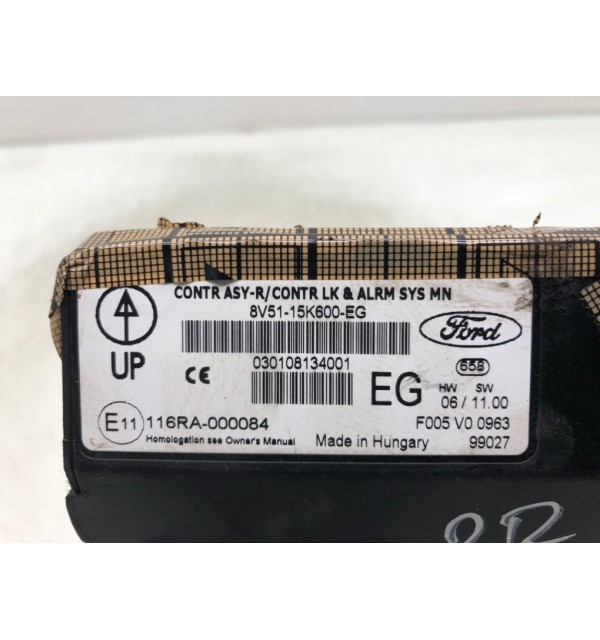 CONTR ASY-R/CONTR LK & ALRM SYS MN
8V51-15K600-EG
Ford
UP
CE
030108134001
EG
658
HW SW
06 / 11.00
E11 116RA-000084
F005 V0 0963
Homologation see Owner's Manual
Made in Hungary
99027